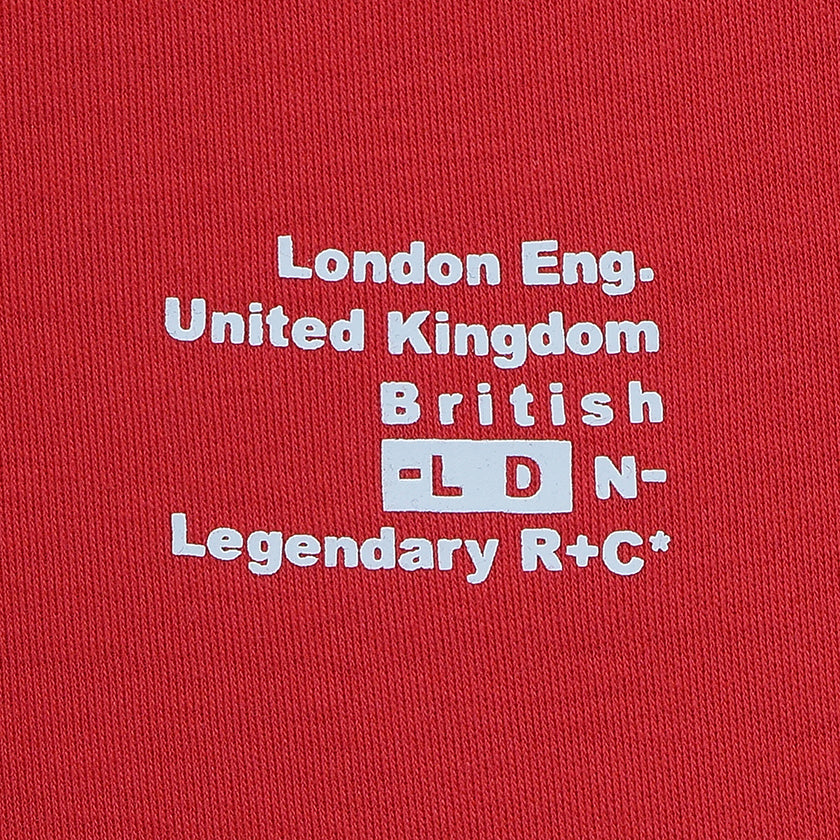 London Eng.
United Kingdom
British
-L D N-
Legendary R+C*